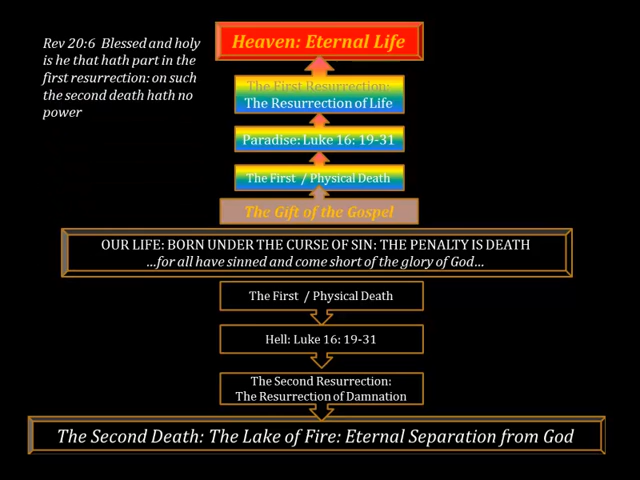 Rev 20:6  Blessed and holy
is he that hath part in the
first resurrection: on such
the second death hath no
power
Heaven: Eternal Life
The First Resurrection:
The Resurrection of Life
Paradise: Luke 16: 19-31
The First  / Physical Death
The Gift of the Gospel
OUR LIFE: BORN UNDER THE CURSE OF SIN: THE PENALTY IS DEATH
…for all have sinned and come short of the glory of God…
The First  / Physical Death
Hell: Luke 16: 19-31
The Second Resurrection:
The Resurrection of Damnation
The Second Death: The Lake of Fire: Eternal Separation from God